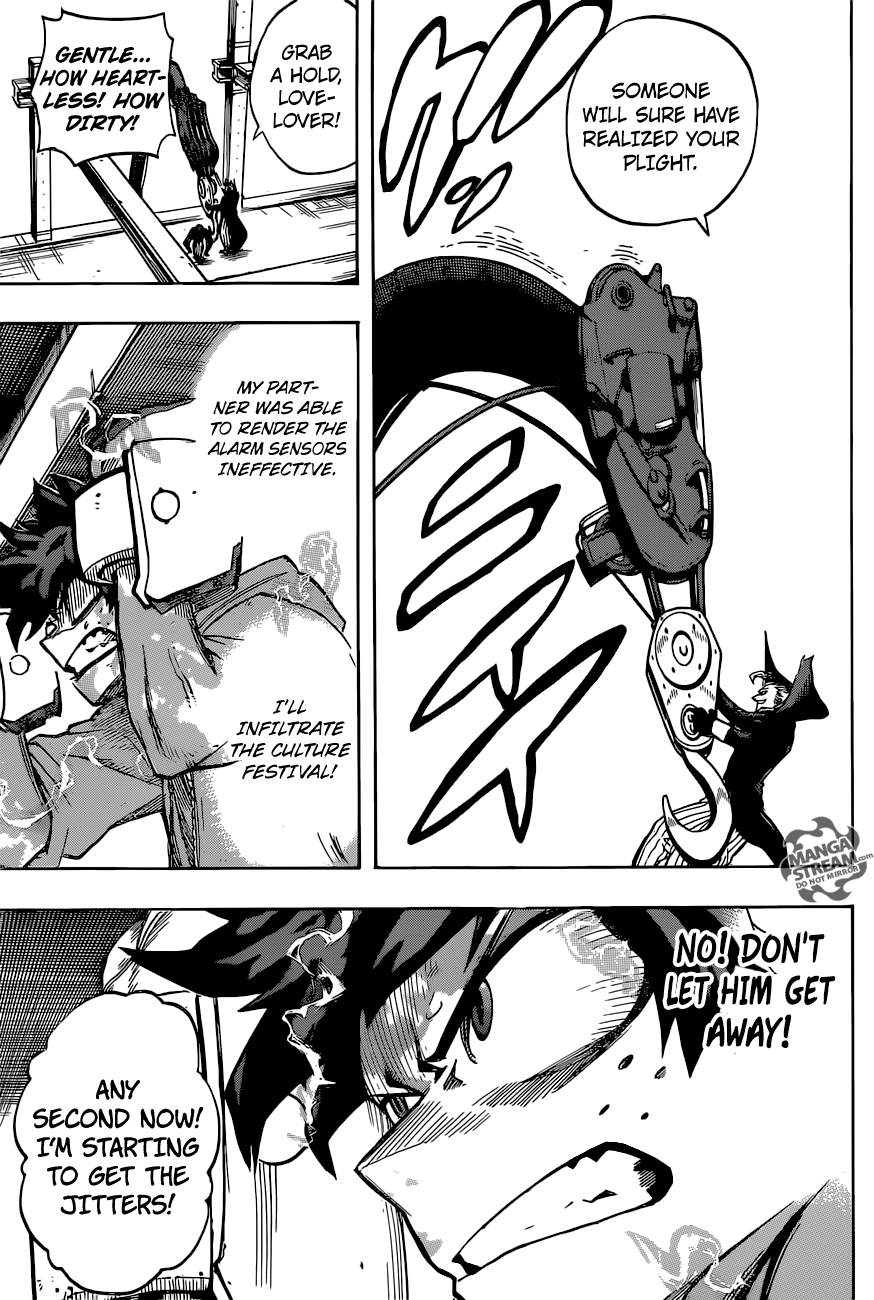 SOMEONE
WILL SURE HAVE
REALIZED YOUR
PLIGHT.
GRAB
A HOLD,
LOVE-
LOVER!
GENTLE...
HOW HEART-
LESS! HOW
DIRTY!
MY PART-
NER WAS ABLE
TO RENDER THE
ALARM SENSORS
INEFFECTIVE.
I'LL
INFILTRATE
THE CULTURE
FESTIVAL!
MANGA
STREAM.com
DO NOT MIRROR
NO! DON'T
LET HIM GET
AWAY!
ANY
SECOND NOW!
I'M STARTING
TO GET THE
JITTERS!